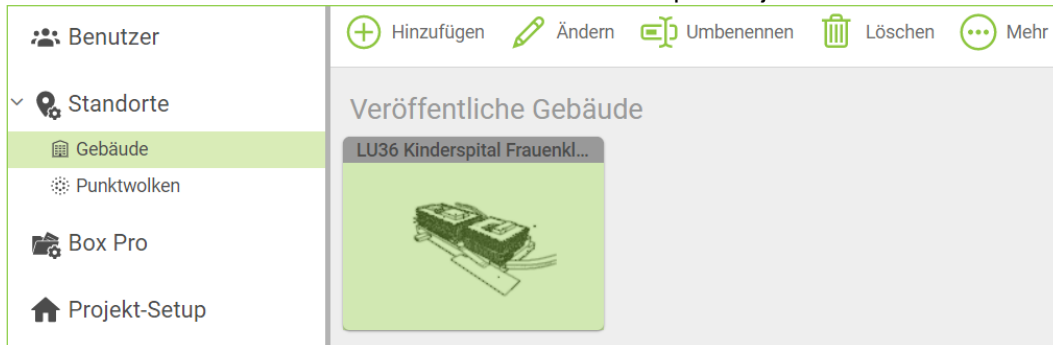 Benutzer
Standorte
Gebäude
Punktwolken
Box Pro
Projekt-Setup
Hinzufügen Ändern Umbenennen Löschen Mehr
Veröffentliche Gebäude
LU36 Kinderspital Frauenkl...